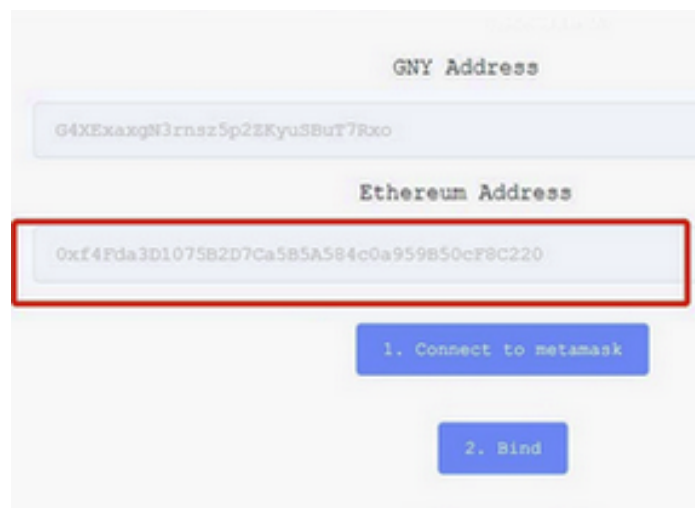 GNY Address
G4XExaxgN3rnsz5p2ZKyuSBuT7Rxo
Ethereum Address
0xf4Fda3D1075B2D7Ca5B5A584c0a959B50cF8C220
1. Connect to metamask
2. Bind